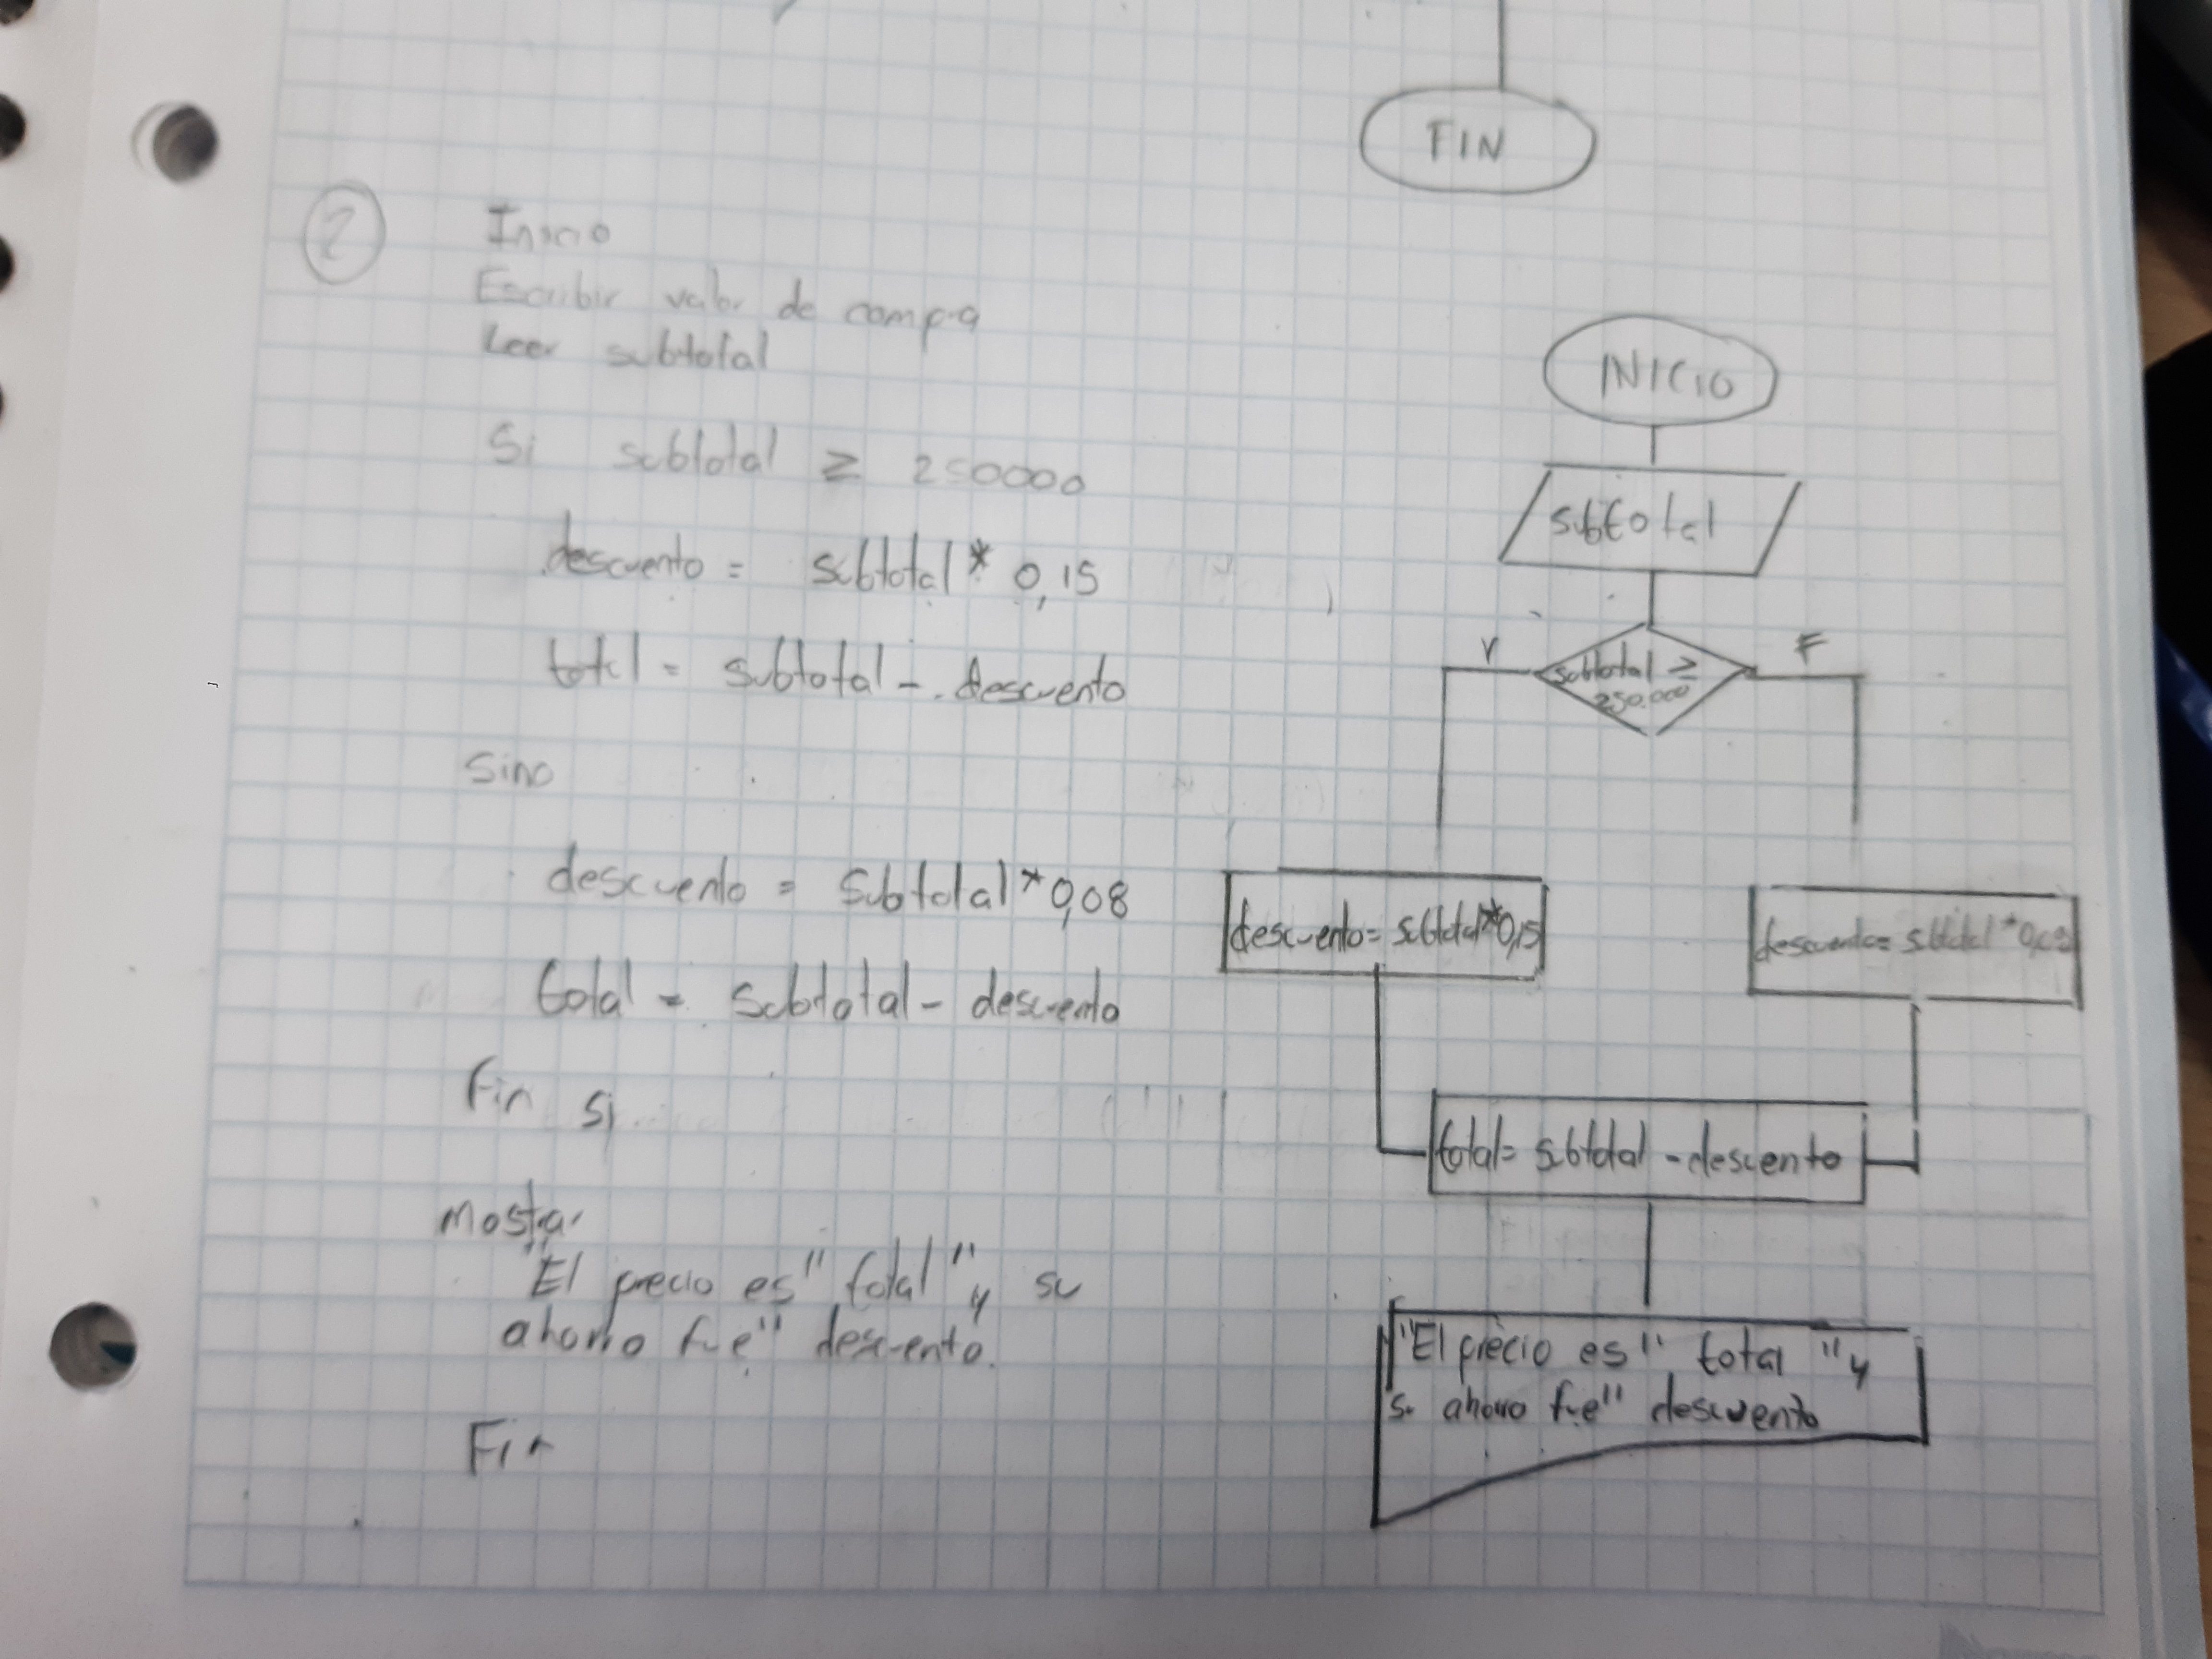 FIN
2
Inicio
Escribir valor de compra
Leer subtotal
Si subtotal ≥ 250000
descuento = subtotal * 0,15
total = subtotal - descuento
Sino
descuento = subtotal * 0,08
total = subtotal - descuento
Fin Si
mostrar
"El precio es" total "y su
ahorro fue" descuento.
Fin
INICIO
subtotal
V
F
subtotal ≥
250.000
descuento = subtotal * 0,15
descuento = subtotal * 0,08
total = subtotal - descuento
"El precio es" total "y
su ahorro fue" descuento